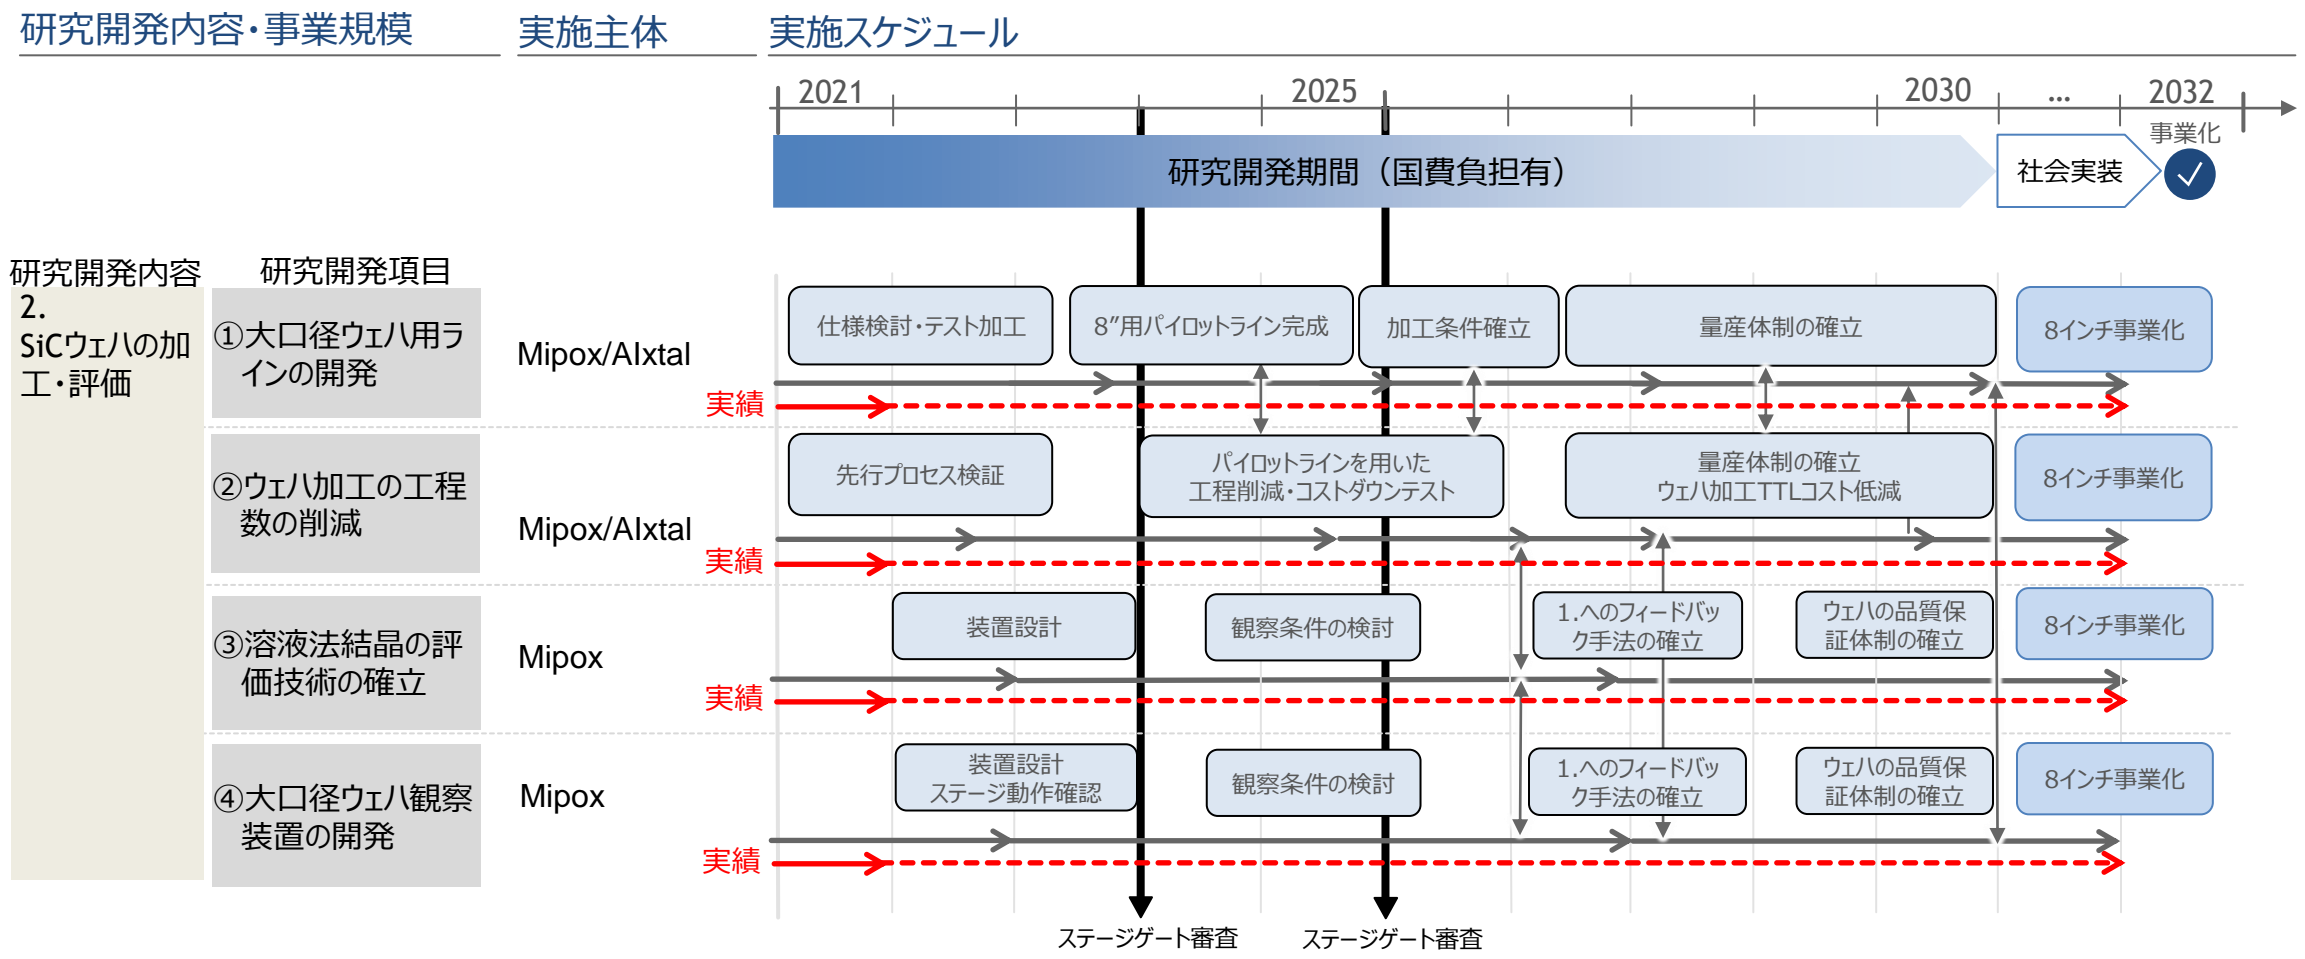 研究開発内容・事業規模
実施主体
実施スケジュール
2021
2025
2030
...
2032
事業化
研究開発期間（国費負担有）
社会実装
研究開発内容
研究開発項目
2.
SiCウェハの加
工・評価
①大口径ウェハ用ラ
インの開発
Mipox/AIxtal
仕様検討・テスト加工
8”用パイロットライン完成
加工条件確立
量産体制の確立
8インチ事業化
実績
②ウェハ加工の工程
数の削減
Mipox/AIxtal
先行プロセス検証
パイロットラインを用いた
工程削減・コストダウンテスト
量産体制の確立
ウェハ加工TTLコスト低減
8インチ事業化
実績
③溶液法結晶の評
価技術の確立
Mipox
装置設計
観察条件の検討
1.へのフィードバッ
ク手法の確立
ウェハの品質保
証体制の確立
8インチ事業化
実績
④大口径ウェハ観察
装置の開発
Mipox
装置設計
ステージ動作確認
観察条件の検討
1.へのフィードバッ
ク手法の確立
ウェハの品質保
証体制の確立
8インチ事業化
実績
ステージゲート審査
ステージゲート審査